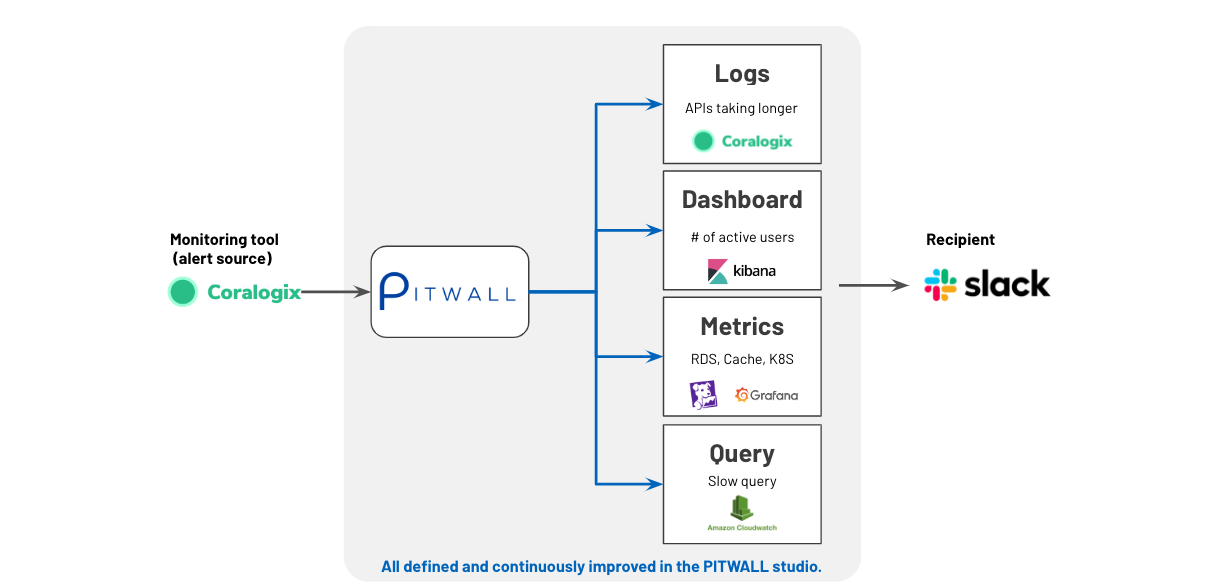 Monitoring tool
(alert source)
Coralogix
PITWALL
Logs
APIs taking longer
Coralogix
Dashboard
# of active users
kibana
Metrics
RDS, Cache, K8S
Grafana
Query
Slow query
Amazon Cloudwatch
Recipient
slack
All defined and continuously improved in the PITWALL studio.